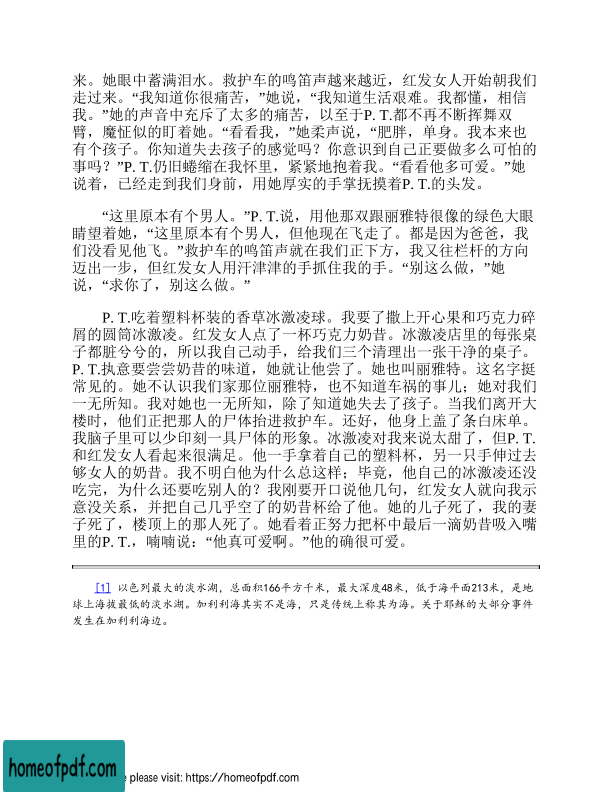 来。她眼中蓄满泪水。救护车的鸣笛声越来越近，红发女人开始朝我们
走过来。“我知道你很痛苦，”她说，“我知道生活艰难。我都懂，相信
我。”她的声音中充斥了太多的痛苦，以至于P. T.都不再不断挥舞双
臂，魔怔似的盯着她。“看看我，”她柔声说，“肥胖，单身。我本来也
有个孩子。你知道失去孩子的感觉吗？你意识到自己正要做多么可怕的
事吗？”P. T.仍旧蜷缩在我怀里，紧紧地抱着我。“看看他多可爱。”她
说着，已经走到我们身前，用她厚实的手掌抚摸着P. T.的头发。
“这里原本有个男人。”P. T.说，用他那双跟丽雅特很像的绿色大眼
睛望着她，“这里原本有个男人，但他现在飞走了。都是因为爸爸，我
们没看见他飞。”救护车的鸣笛声就在我们正下方，我又往栏杆的方向
迈出一步，但红发女人用汗津津的手抓住我的手。“别这么做，”她
说，“求你了，别这么做。”
P. T.吃着塑料杯装的香草冰激凌球。我要了撒上开心果和巧克力碎
屑的圆筒冰激凌。红发女人点了一杯巧克力奶昔。冰激凌店里的每张桌
子都脏兮兮的，所以我自己动手，给我们三个清理出一张干净的桌子。
P. T.执意要尝尝奶昔的味道，她就让他尝了。她也叫丽雅特。这名字挺
常见的。她不认识我们家那位丽雅特，也不知道车祸的事儿；她对我们
一无所知。我对她也一无所知，除了知道她失去了孩子。当我们离开大
楼时，他们正把那人的尸体抬进救护车。还好，他身上盖了条白床单。
我脑子里可以少印刻一具尸体的形象。冰激凌对我来说太甜了，但P. T.
和红发女人看起来很满足。他一手拿着自己的塑料杯，另一只手伸过去
够女人的奶昔。我不明白他为什么总这样；毕竟，他自己的冰激凌还没
吃完，为什么还要吃别人的？我刚要开口说他几句，红发女人就向我示
意没关系，并把自己几乎空了的奶昔杯给了他。她的儿子死了，我的妻
子死了，楼顶上的那人死了。她看着正努力把杯中最后一滴奶昔吸入嘴
里的P. T.，喃喃说：“他真可爱啊。”他的确很可爱。
[1] 以色列最大的淡水湖，总面积166平方千米，最大深度48米，低于海平面213米，是地
球上海拔最低的淡水湖。加利利海其实不是海，只是传统上称其为海。关于耶稣的大部分事件
发生在加利利海边。
homeofpdf.com
please visit: https://homeofpdf.com